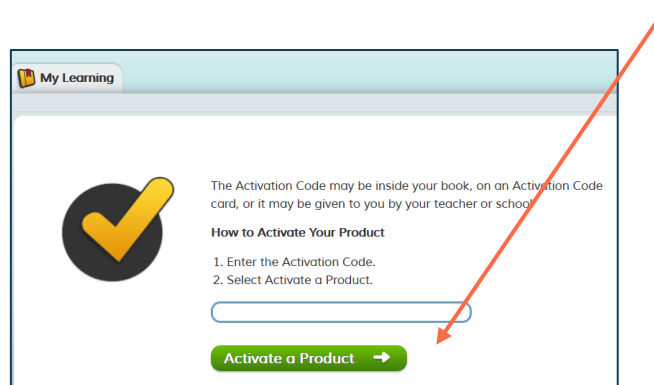 My Learning
The Activation Code may be inside your book, on an Activation Code
card, or it may be given to you by your teacher or school.
How to Activate Your Product
1. Enter the Activation Code.
2. Select Activate a Product.
Activate a Product